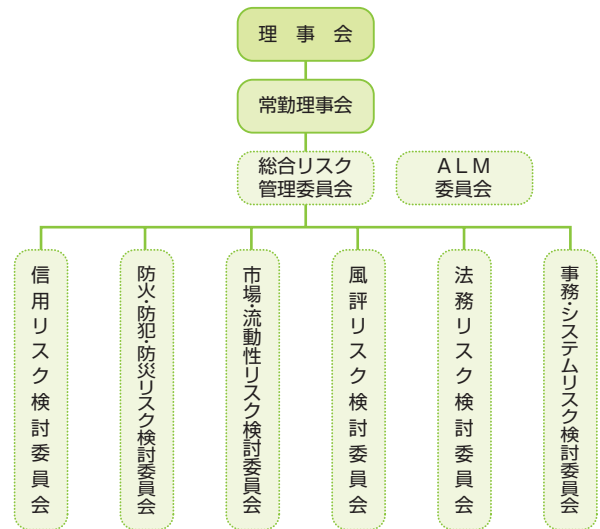 理事会
常勤理事会
総合リスク
管理委員会
ALM
委員会
信用リスク検討委員会
防火・防犯・防災リスク検討委員会
市場・流動性リスク検討委員会
風評リスク検討委員会
法務リスク検討委員会
事務・システムリスク検討委員会